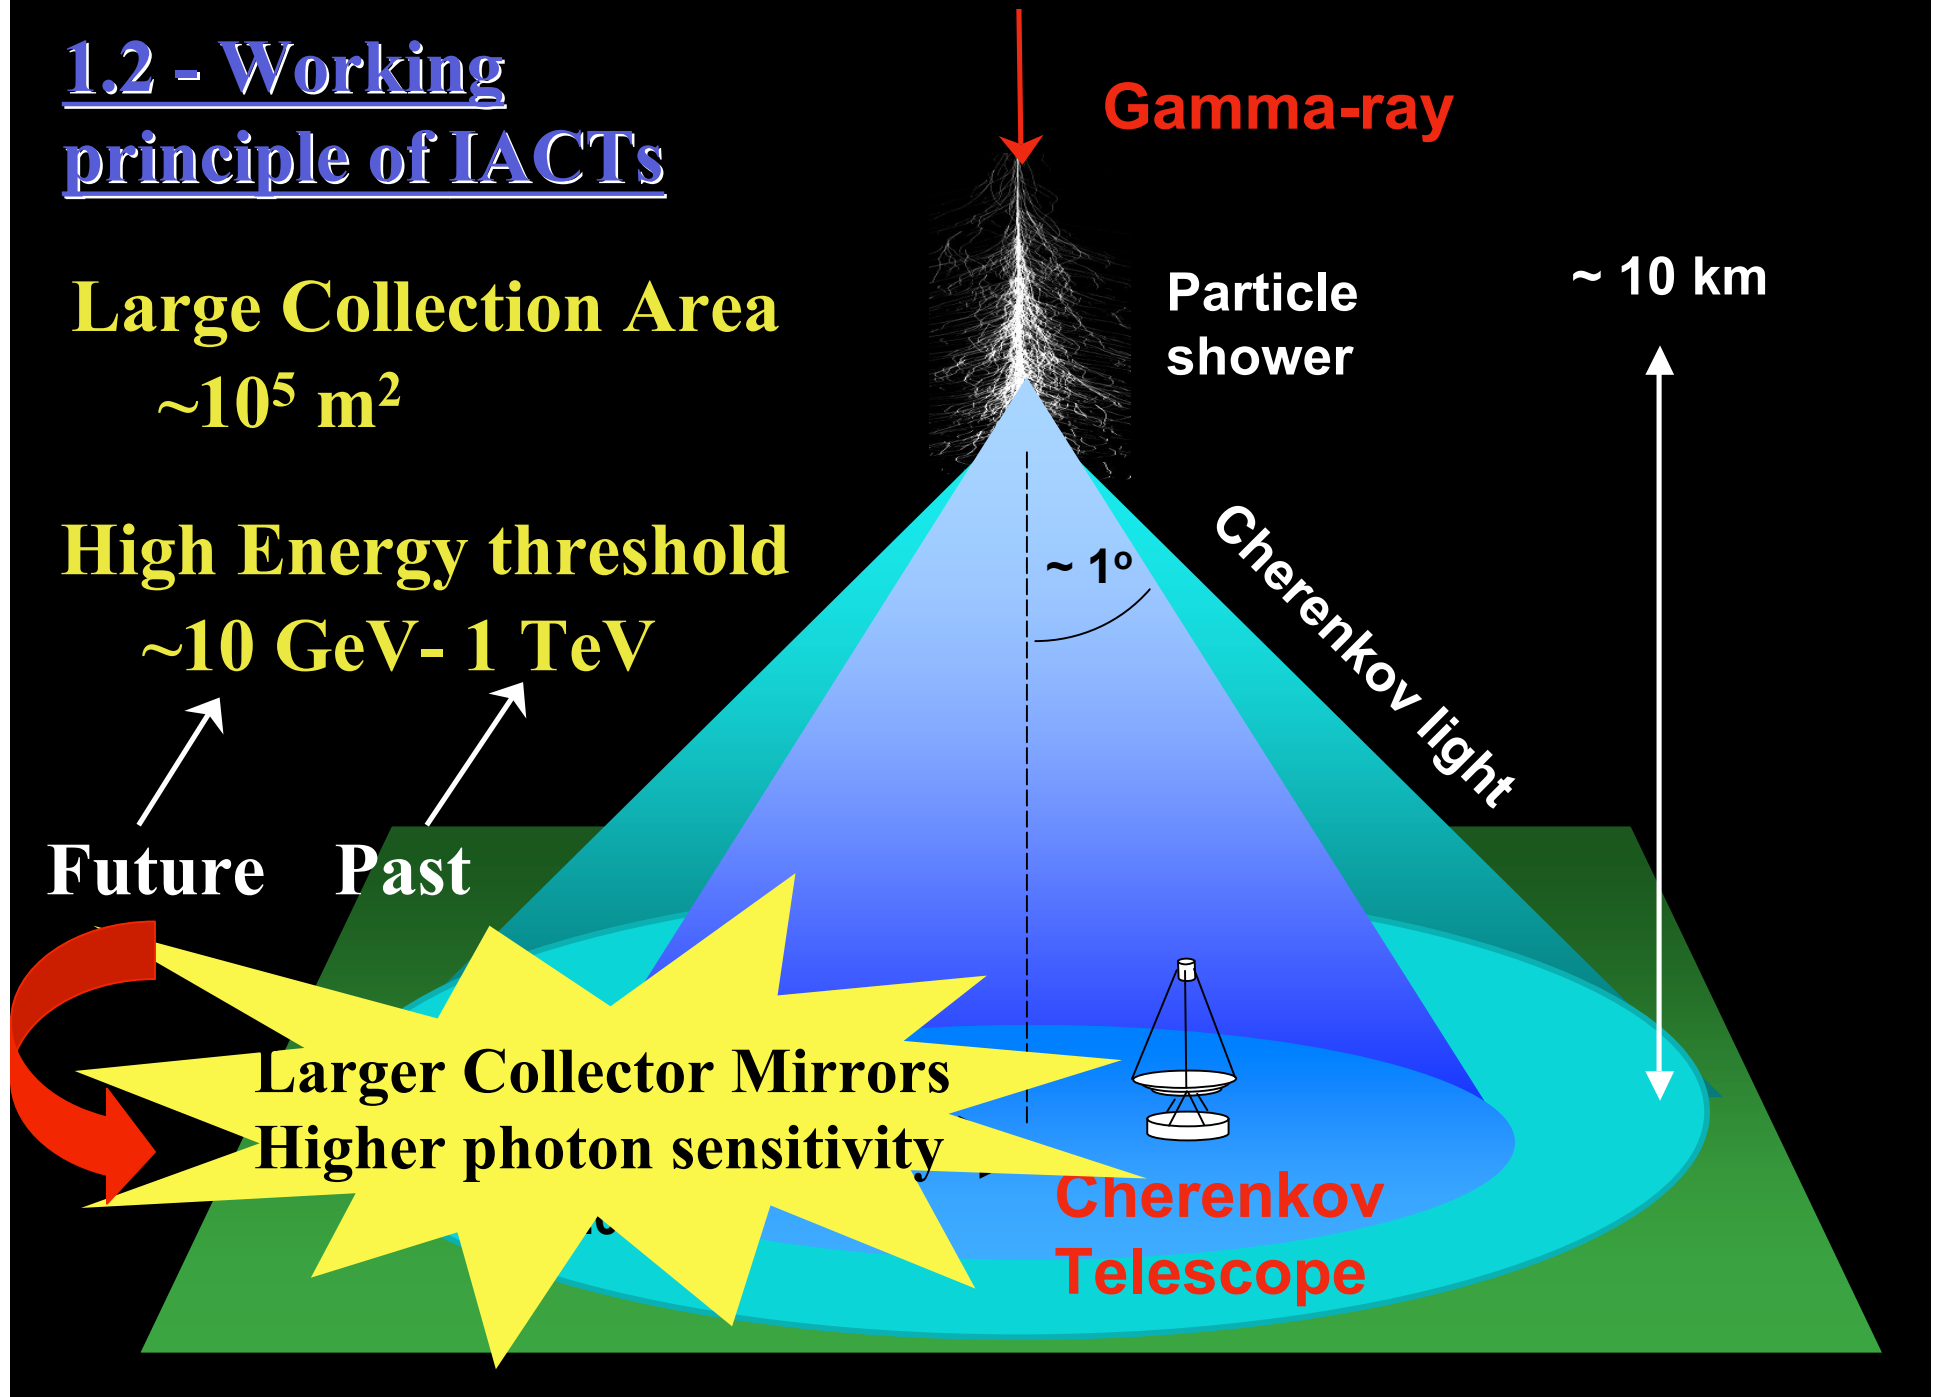 1.2 - Working
principle of IACTs
Gamma-ray
Large Collection Area
~10⁵ m²
Particle
shower
~ 10 km
High Energy threshold
~10 GeV- 1 TeV
~ 1º
Cherenkov light
Future Past
Larger Collector Mirrors
Higher photon sensitivity
Cherenkov
Telescope